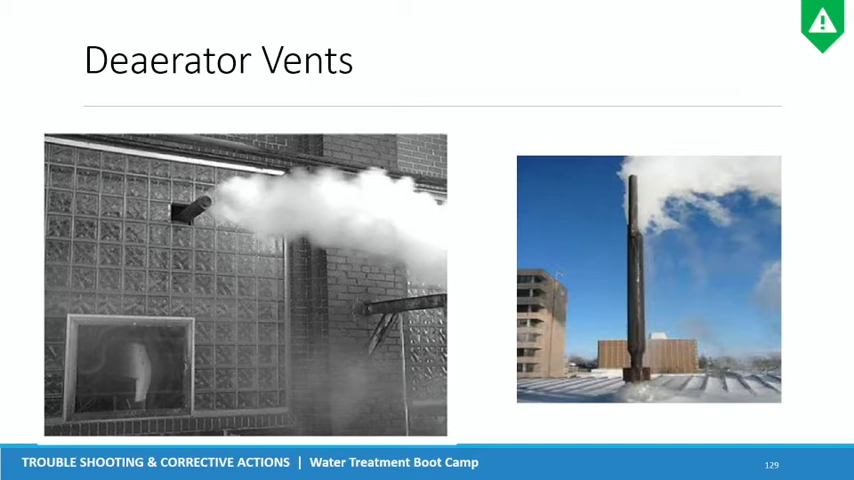 Deaerator Vents
TROUBLE SHOOTING & CORRECTIVE ACTIONS | Water Treatment Boot Camp
129